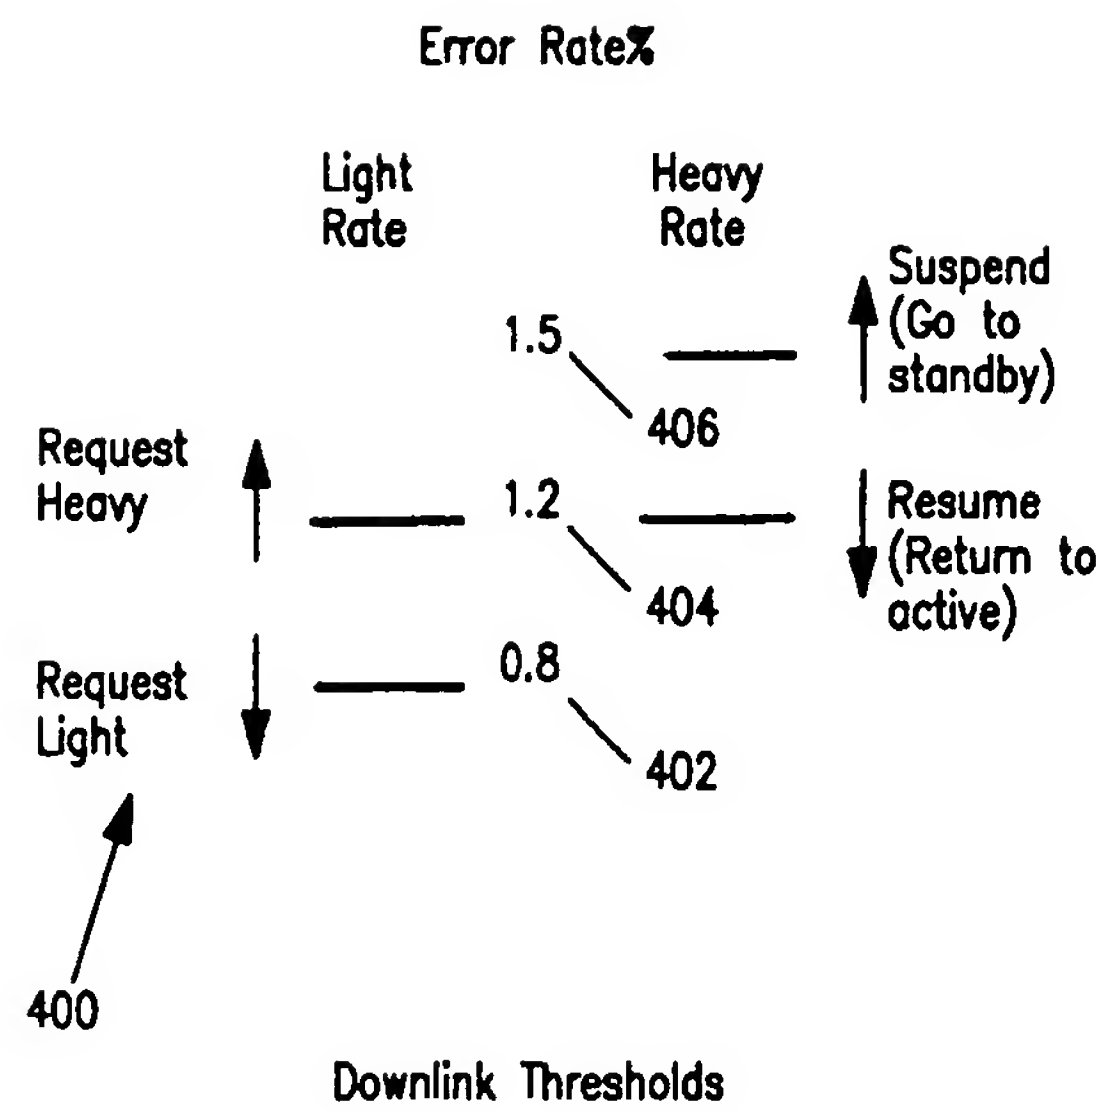 Error Rate%
Light
Rate
Heavy
Rate
Suspend
(Go to
standby)
1.5
406
Request
Heavy
1.2
404
Resume
(Return to
active)
Request
Light
0.8
402
400
Downlink Thresholds